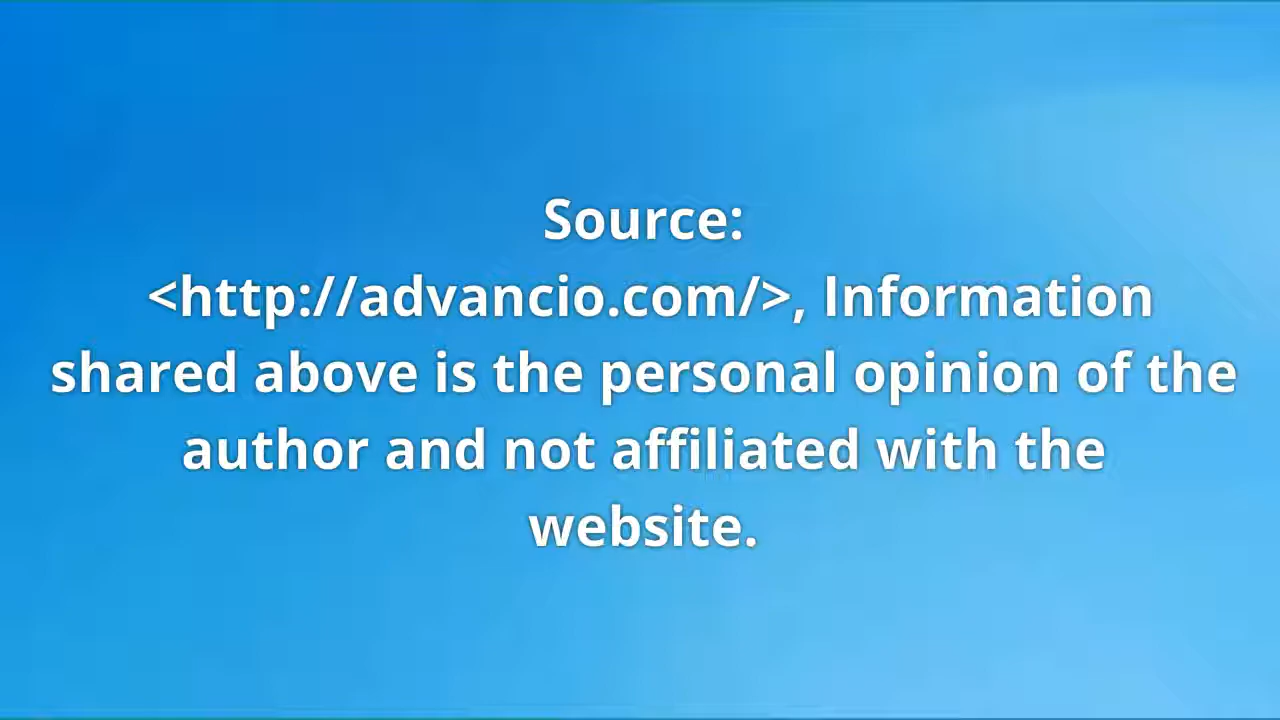 Source:
<http://advancio.com/>, Information
shared above is the personal opinion of the
author and not affiliated with the
website.